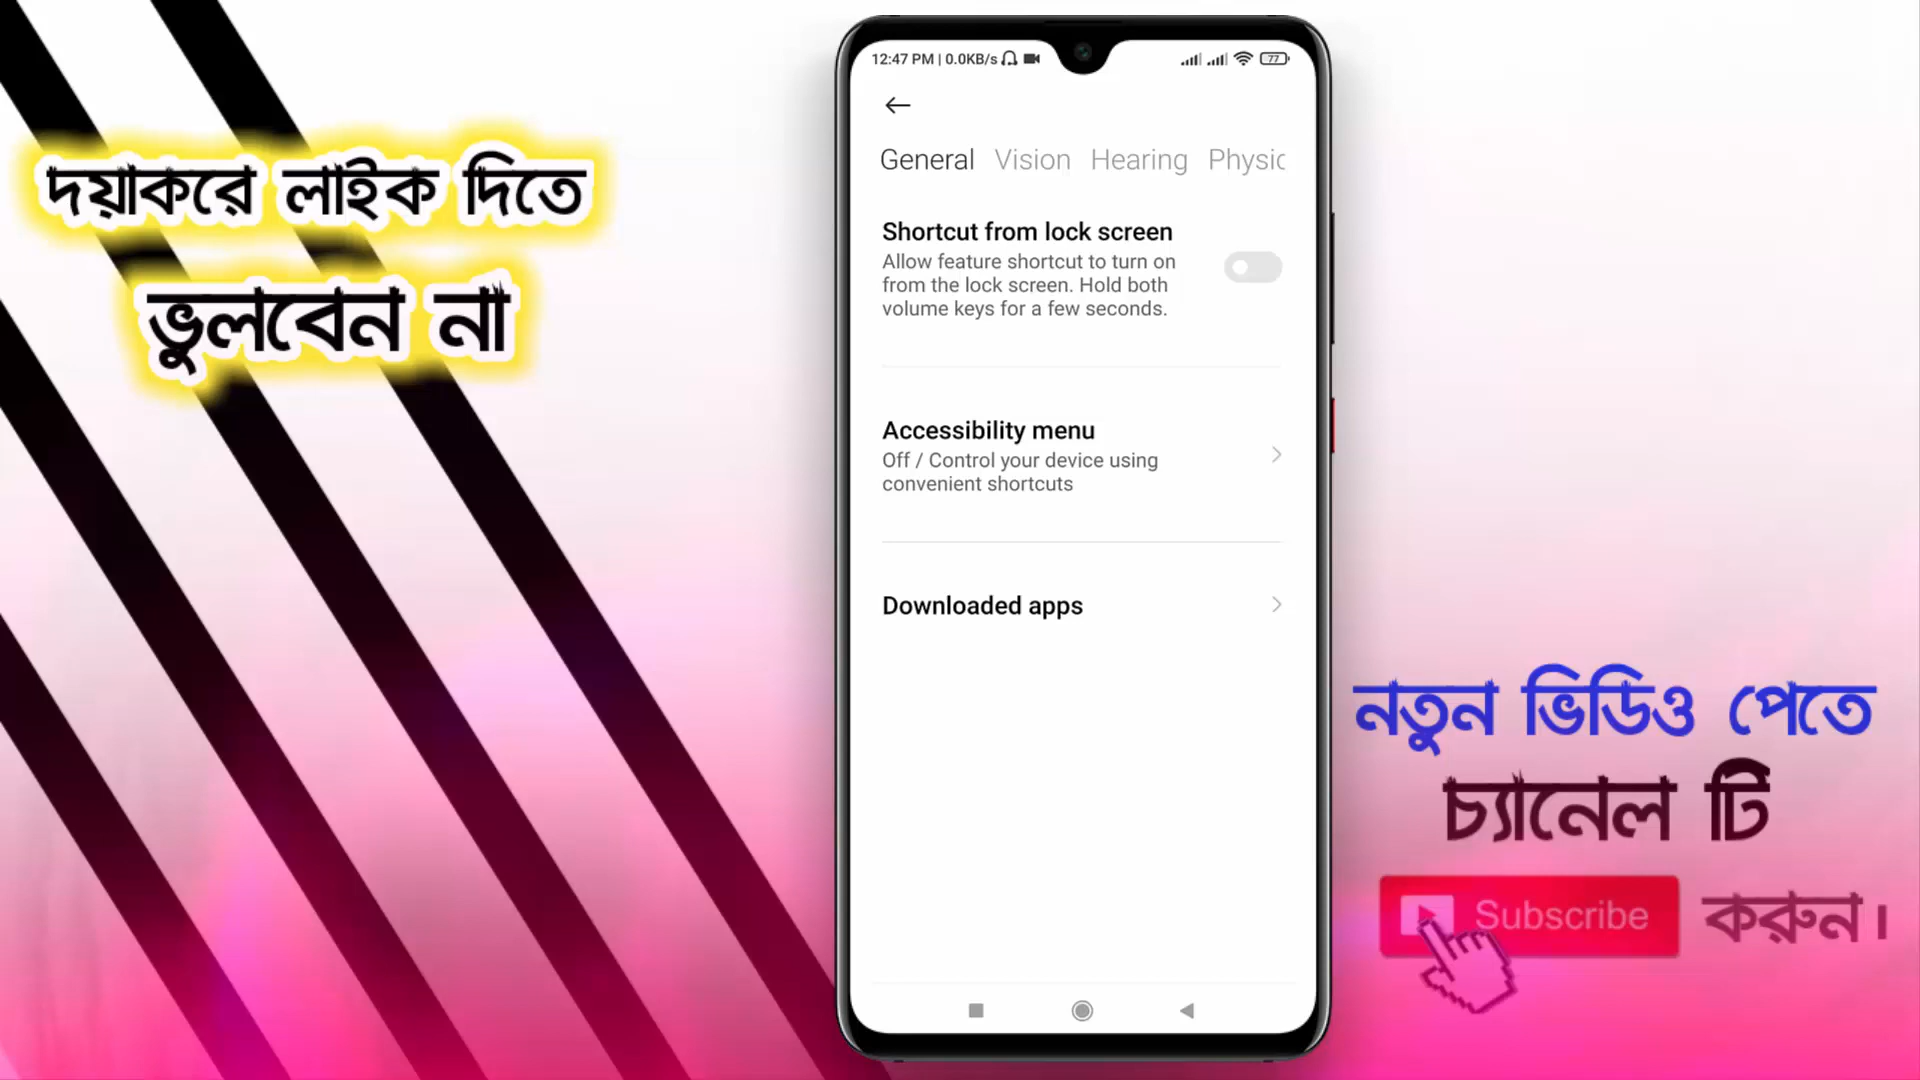 দয়াকরে লাইক দিতে
ভুলবেন না
12:47 PM | 0.0KB/s
77
General Vision Hearing Physic
Shortcut from lock screen
Allow feature shortcut to turn on
from the lock screen. Hold both
volume keys for a few seconds.
Accessibility menu
Off / Control your device using
convenient shortcuts
Downloaded apps
নতুন ভিডিও পেতে
চ্যানেল টি
Subscribe করুন।